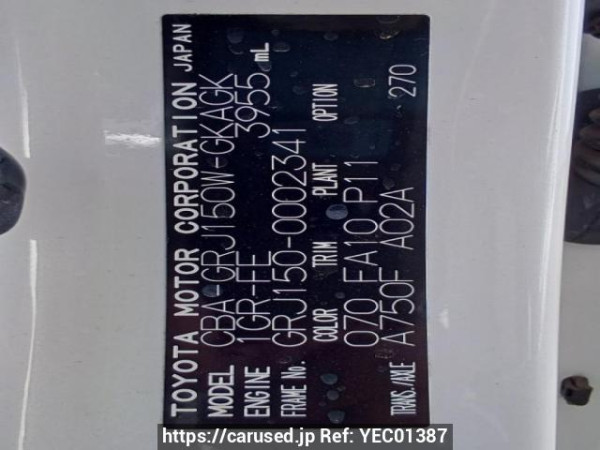 TOYOTA MOTOR CORPORATION JAPAN
MODEL CBA-GRJ150W-GKAGK
ENGINE 1GR-FE 3955 mL
FRAME No. GRJ150-0002341
COLOR TRIM PLANT OPTION
070 FA10 P11
TRANS./AXLE A750F A02A 270
https://carused.jp Ref: YEC01387